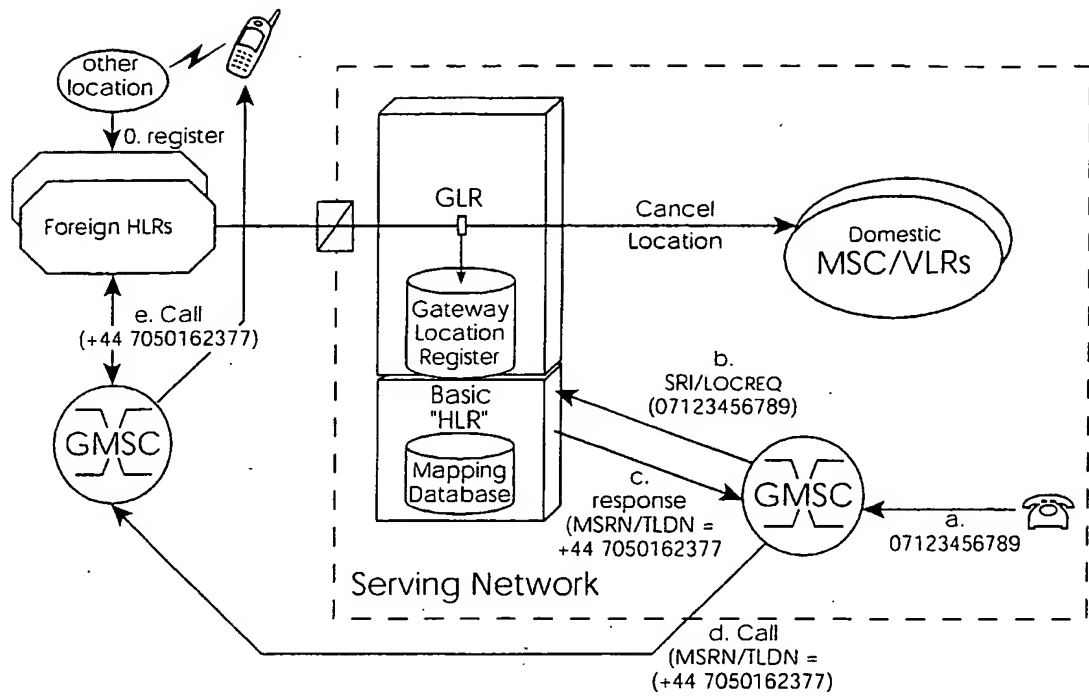 other
location
0. register
Foreign HLRs
e. Call
(+44 7050162377)
GMSC
GLR
Gateway
Location
Register
Basic
"HLR"
Mapping
Database
Cancel
Location
Domestic
MSC/VLRs
b.
SRI/LOCREQ
(07123456789)
c.
response
(MSRN/TLDN =
+44 7050162377
GMSC
a.
07123456789
Serving Network
d. Call
(MSRN/TLDN =
(+44 7050162377)